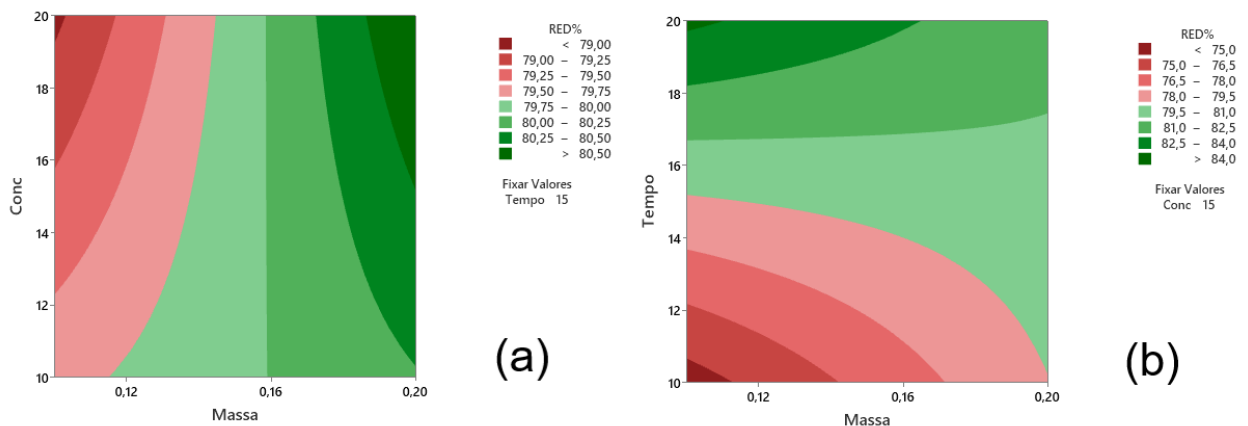 20
18
16
14
12
10
Conc
0,12
0,16
0,20
Massa
RED%
< 79,00
79,00 – 79,25
79,25 – 79,50
79,50 – 79,75
79,75 – 80,00
80,00 – 80,25
80,25 – 80,50
> 80,50
Fixar Valores
Tempo 15
(a)
20
18
16
14
12
10
Tempo
0,12
0,16
0,20
Massa
RED%
< 75,0
75,0 – 76,5
76,5 – 78,0
78,0 – 79,5
79,5 – 81,0
81,0 – 82,5
82,5 – 84,0
> 84,0
Fixar Valores
Conc 15
(b)